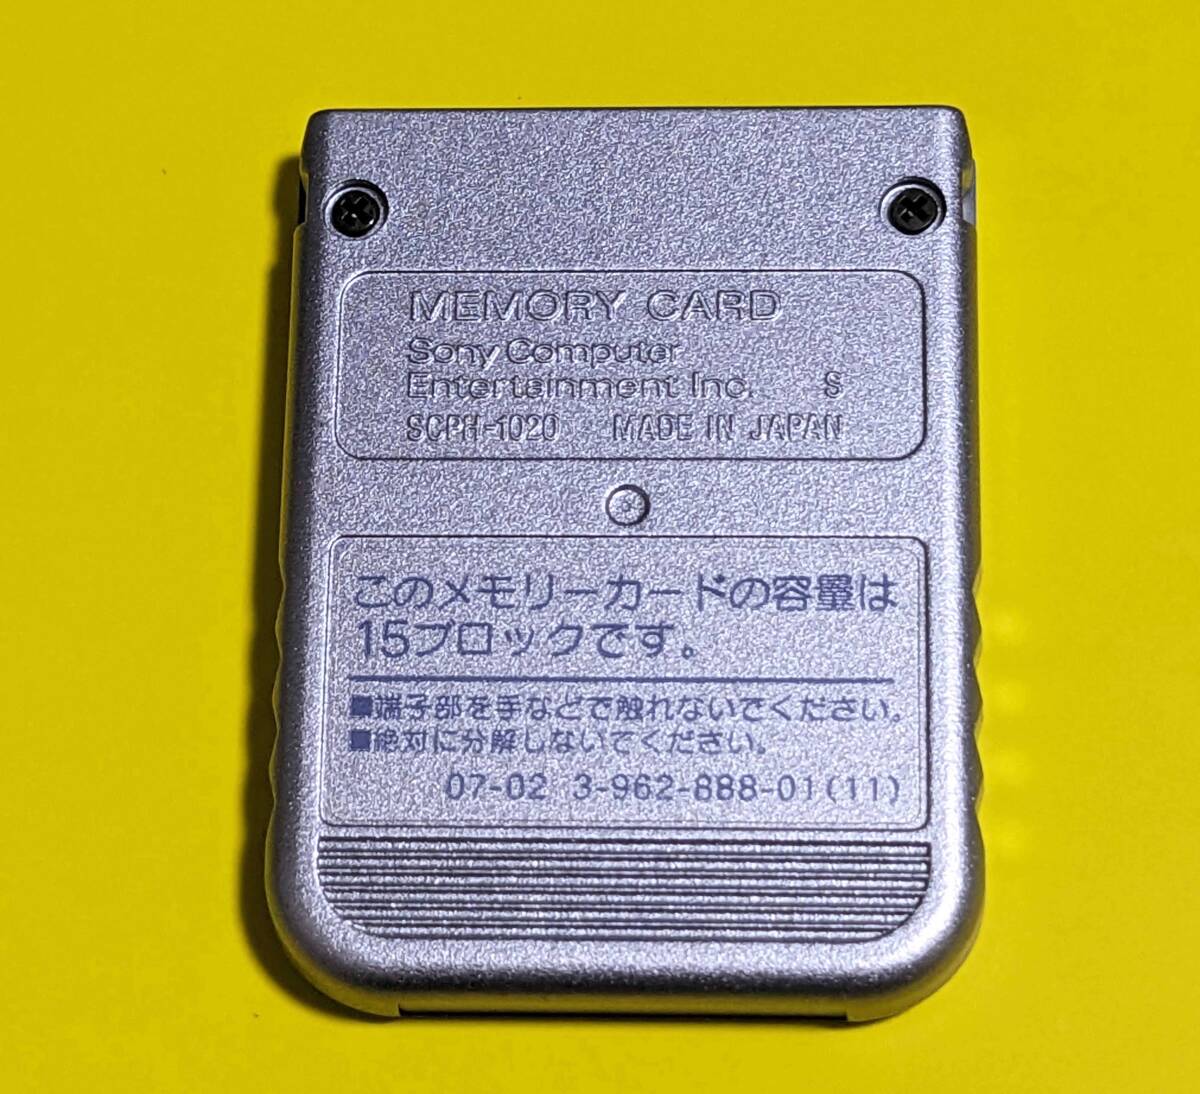 MEMORY CARD
Sony Computer
Entertainment Inc. S
SCPH-1020 MADE IN JAPAN
このメモリーカードの容量は
15ブロックです。
■端子部を手などで触れないでください。
■絶対に分解しないでください。
07-02 3-962-888-01(11)